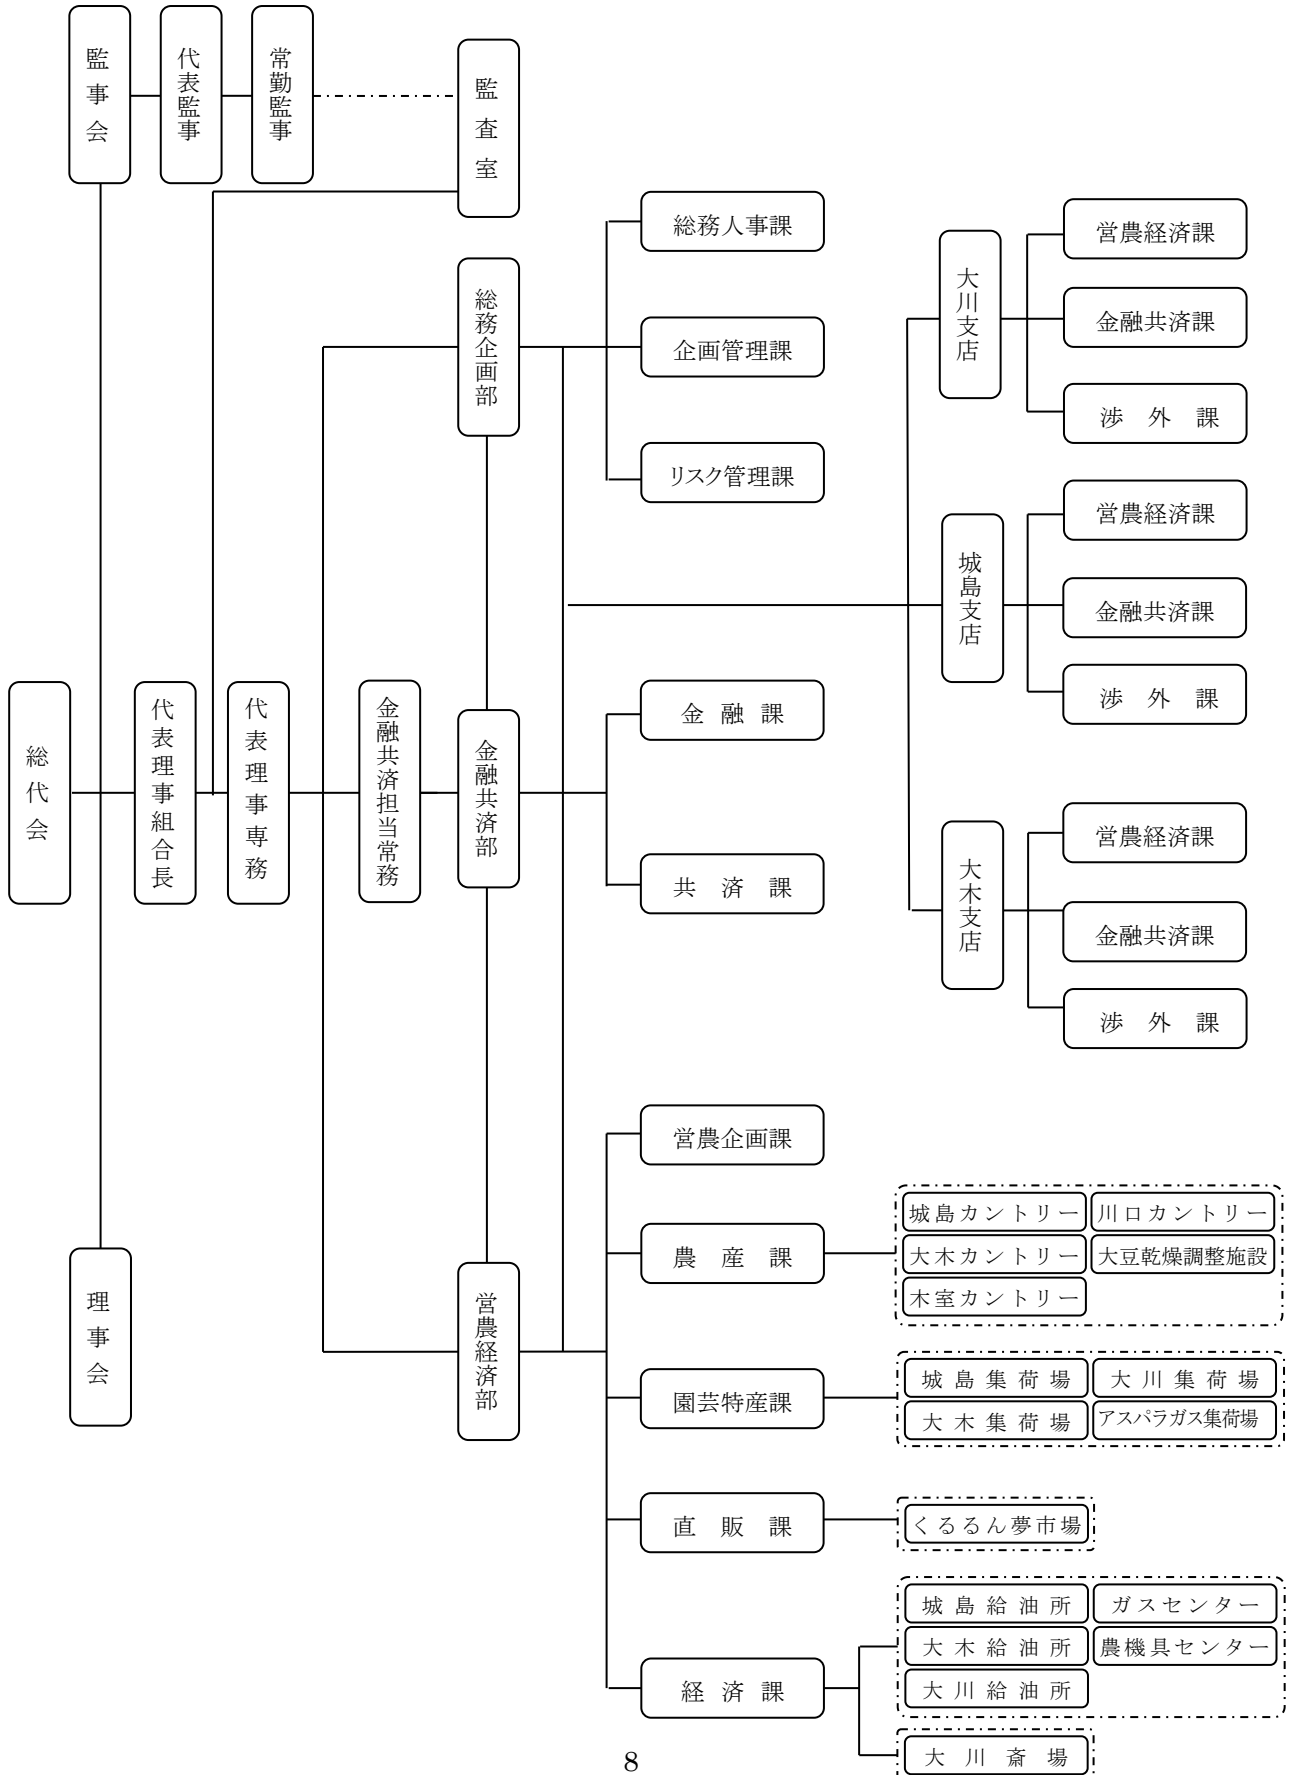 監事会
代表監事
常勤監事
監査室
総務人事課
総務企画部
企画管理課
リスク管理課
大川支店
営農経済課
金融共済課
渉外課
城島支店
営農経済課
金融共済課
渉外課
総代会
代表理事組合長
代表理事専務
金融共済担当常務
金融共済部
金融課
共済課
大木支店
営農経済課
金融共済課
渉外課
理事会
営農経済部
営農企画課
農産課
城島カントリー
川口カントリー
大木カントリー
大豆乾燥調整施設
木室カントリー
園芸特産課
城島集荷場
大川集荷場
大木集荷場
アスパラガス集荷場
直販課
くるるん夢市場
経済課
城島給油所
ガスセンター
大木給油所
農機具センター
大川給油所
大川斎場
8